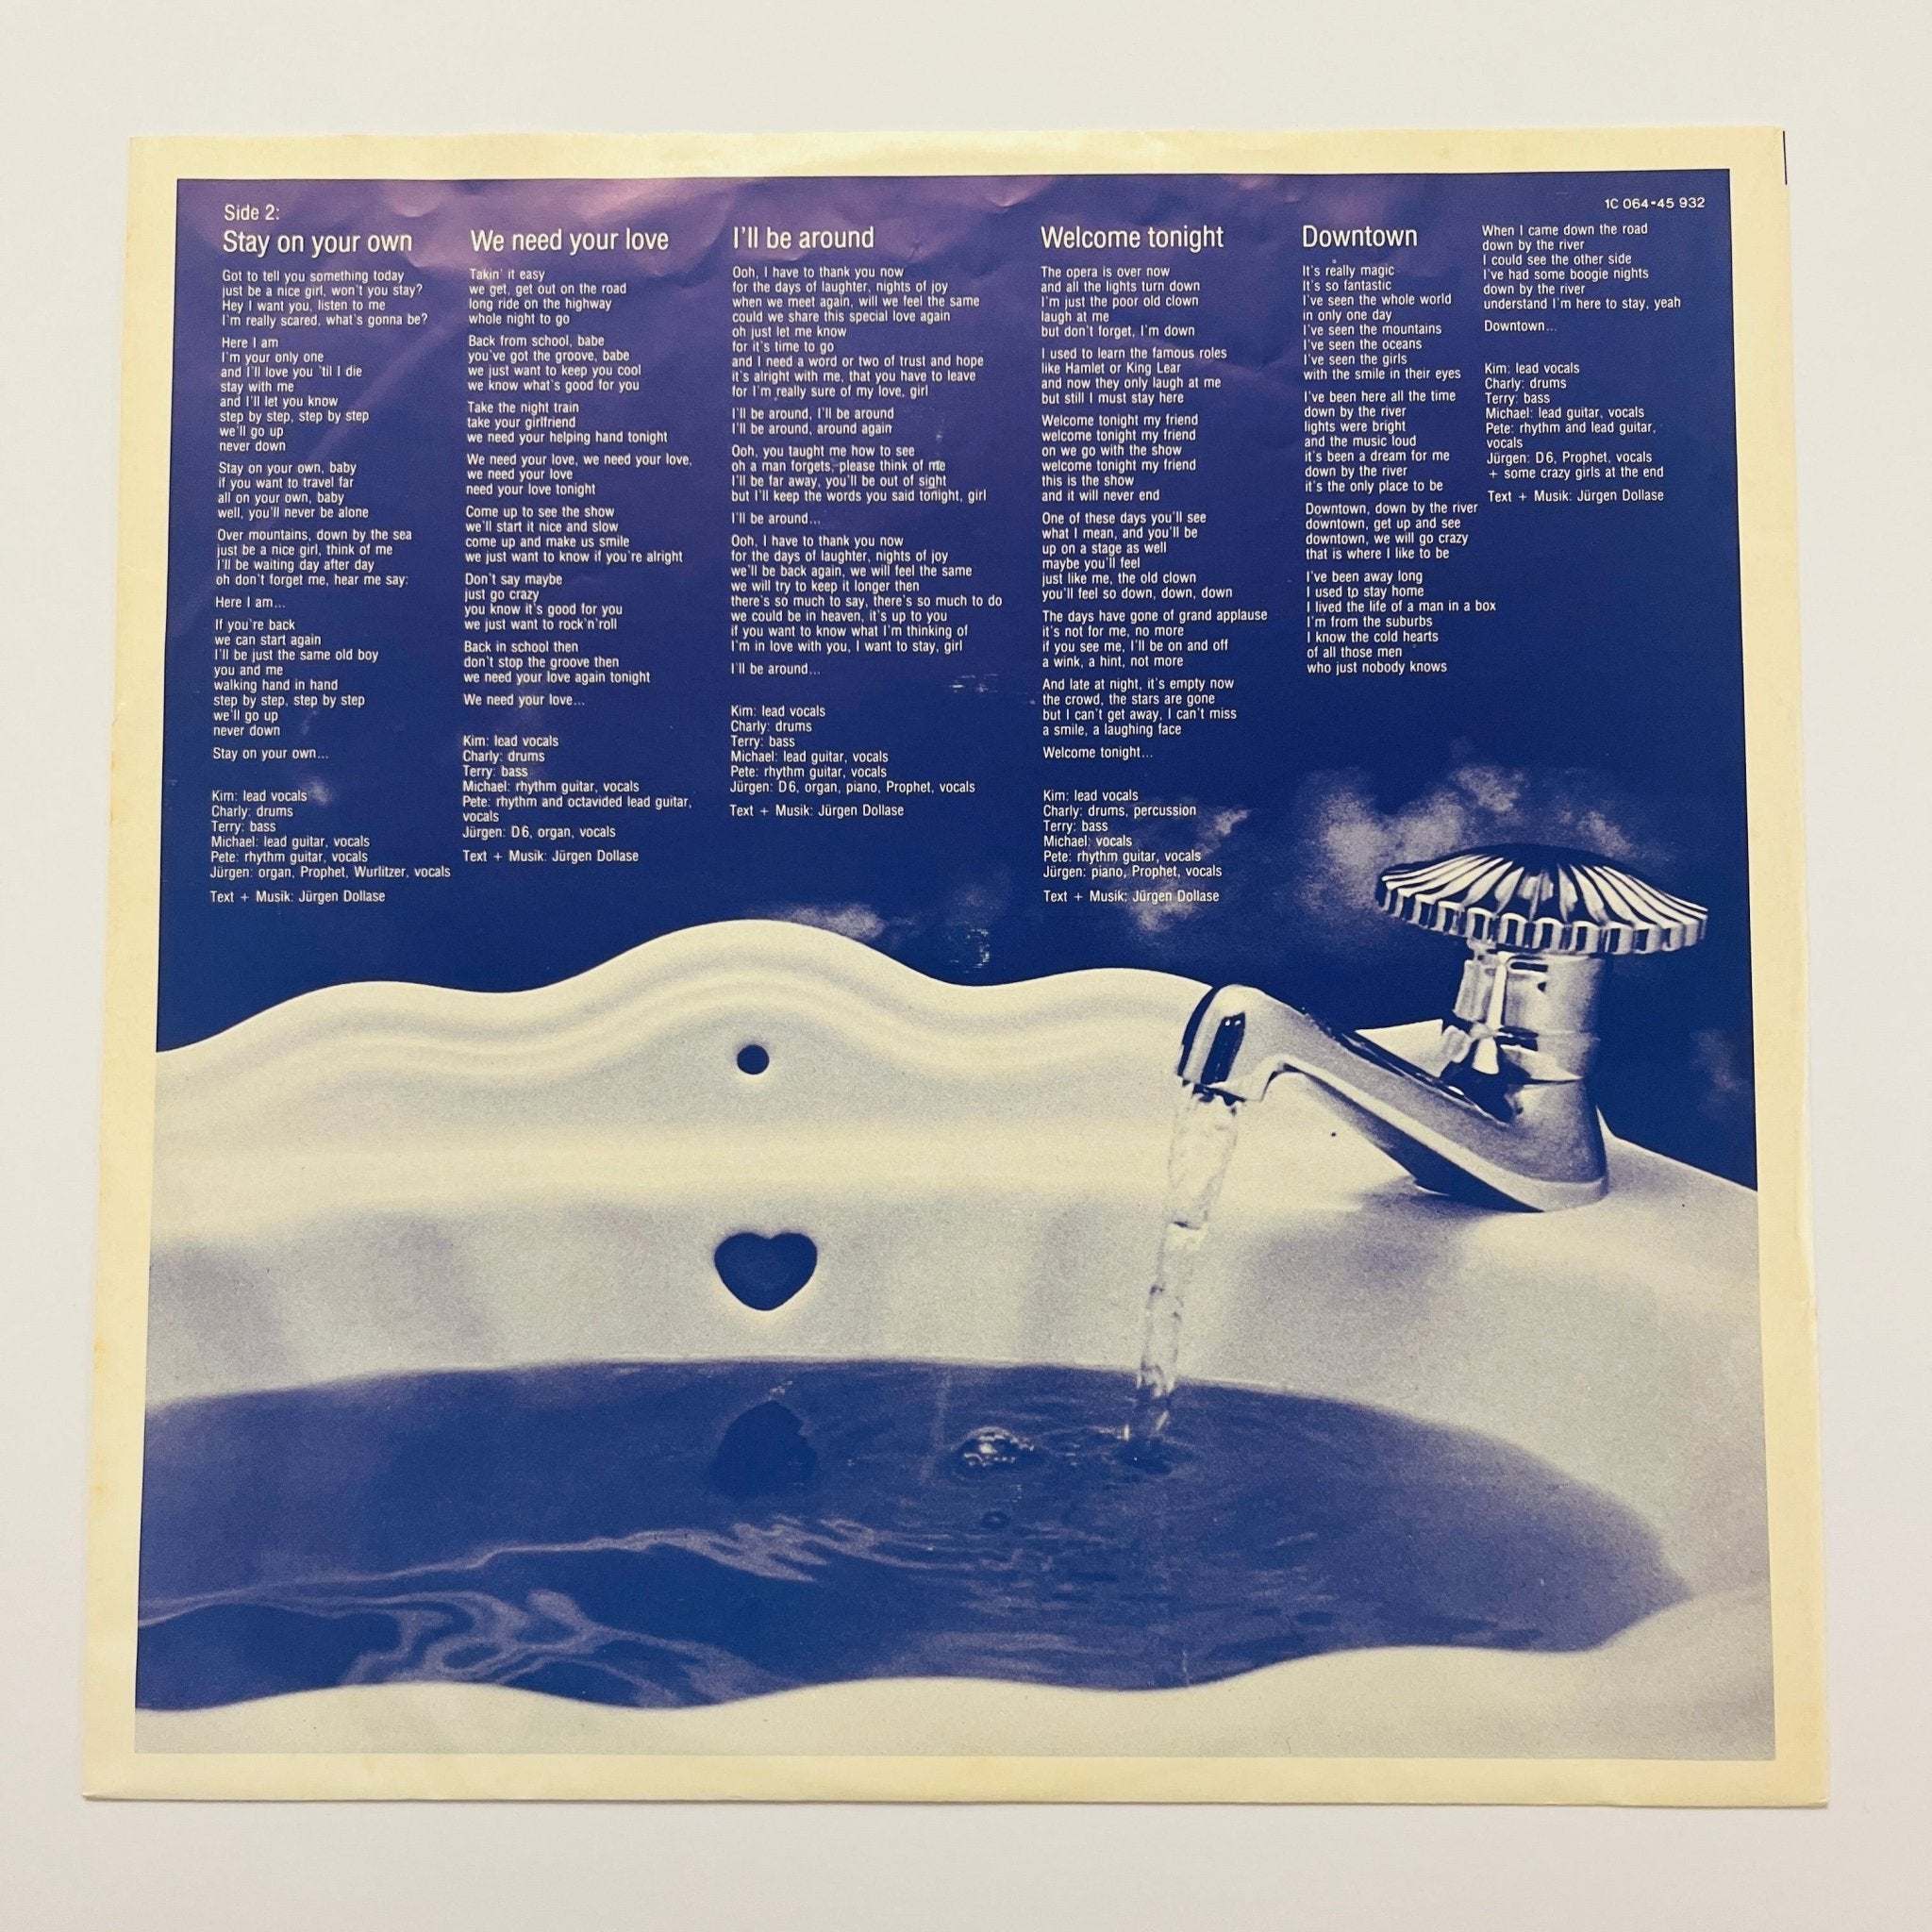 1C 064-45 932
Side 2:
Stay on your own
Got to tell you something today
just be a nice girl, won't you stay?
Hey I want you, listen to me
I'm really scared, what's gonna be?
Here I am
I'm your only one
and I'll love you 'til I die
stay with me
and I'll let you know
step by step, step by step
we'll go up
never down
Stay on your own, baby
if you want to travel far
all on your own, baby
well, you'll never be alone
Over mountains, down by the sea
just be a nice girl, think of me
I'll be waiting day after day
oh don't forget me, hear me say:
Here I am...
If you're back
we can start again
I'll be just the same old boy
you and me
walking hand in hand
step by step, step by step
we'll go up
never down
Stay on your own...
Kim: lead vocals
Charly: drums
Terry: bass
Michael: lead guitar, vocals
Pete: rhythm guitar, vocals
Jürgen: organ, Prophet, Wurlitzer, vocals
Text + Musik: Jürgen Dollase
We need your love
Takin' it easy
we get, get out on the road
long ride on the highway
whole night to go
Back from school, babe
you've got the groove, babe
we just want to keep you cool
we know what's good for you
Take the night train
take your girlfriend
we need your helping hand tonight
We need your love, we need your love,
we need your love
need your love tonight
Come up to see the show
we'll start it nice and slow
come up and make us smile
we just want to know if you're alright
Don't say maybe
just go crazy
you know it's good for you
we just want to rock'n'roll
Back in school then
don't stop the groove then
we need your love again tonight
We need your love...
Kim: lead vocals
Charly: drums
Terry: bass
Michael: rhythm guitar, vocals
Pete: rhythm and octavided lead guitar,
vocals
Jürgen: D6, organ, vocals
Text + Musik: Jürgen Dollase
I'll be around
Ooh, I have to thank you now
for the days of laughter, nights of joy
when we meet again, will we feel the same
could we share this special love again
oh just let me know
for it's time to go
and I need a word or two of trust and hope
it's alright with me, that you have to leave
for I'm really sure of my love, girl
I'll be around, I'll be around
I'll be around, around again
Ooh, you taught me how to see
oh a man forgets, please think of me
I'll be far away, you'll be out of sight
but I'll keep the words you said tonight, girl
I'll be around...
Ooh, I have to thank you now
for the days of laughter, nights of joy
we'll be back again, we will feel the same
we will try to keep it longer then
there's so much to say, there's so much to do
we could be in heaven, it's up to you
if you want to know what I'm thinking of
I'm in love with you, I want to stay, girl
I'll be around...
Kim: lead vocals
Charly: drums
Terry: bass
Michael: lead guitar, vocals
Pete: rhythm guitar, vocals
Jürgen: D6, organ, piano, Prophet, vocals
Text + Musik: Jürgen Dollase
Welcome tonight
The opera is over now
and all the lights turn down
I'm just the poor old clown
laugh at me
but don't forget, I'm down
I used to learn the famous roles
like Hamlet or King Lear
and now they only laugh at me
but still I must stay here
Welcome tonight my friend
welcome tonight my friend
on we go with the show
welcome tonight my friend
this is the show
and it will never end
One of these days you'll see
what I mean, and you'll be
up on a stage as well
maybe you'll feel
just like me, the old clown
you'll feel so down, down, down
The days have gone of grand applause
it's not for me, no more
if you see me, I'll be on and off
a wink, a hint, not more
And late at night, it's empty now
the crowd, the stars are gone
but I can't get away, I can't miss
a smile, a laughing face
Welcome tonight...
Kim: lead vocals
Charly: drums, percussion
Terry: bass
Michael: vocals
Pete: rhythm guitar, vocals
Jürgen: piano, Prophet, vocals
Text + Musik: Jürgen Dollase
Downtown
It's really magic
It's so fantastic
I've seen the whole world
in only one day
I've seen the mountains
I've seen the oceans
I've seen the girls
with the smile in their eyes
I've been here all the time
down by the river
lights were bright
and the music loud
it's been a dream for me
down by the river
it's the only place to be
Downtown, down by the river
downtown, get up and see
downtown, we will go crazy
that is where I like to be
I've been away long
I used to stay home
I lived the life of a man in a box
I'm from the suburbs
I know the cold hearts
of all those men
who just nobody knows
When I came down the road
down by the river
I could see the other side
I've had some boogie nights
down by the river
understand I'm here to stay, yeah
Downtown...
Kim: lead vocals
Charly: drums
Terry: bass
Michael: lead guitar, vocals
Pete: rhythm and lead guitar,
vocals
Jürgen: D6, Prophet, vocals
+ some crazy girls at the end
Text + Musik: Jürgen Dollase